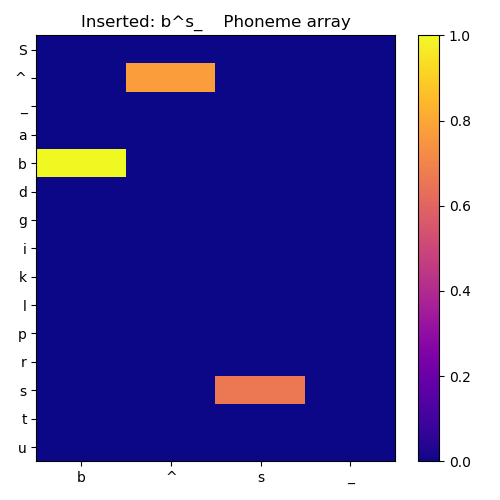 Inserted: b^s_    Phoneme array
S
^
_
a
b
d
g
i
k
l
p
r
s
t
u
b ^ s _
1.0
0.8
0.6
0.4
0.2
0.0